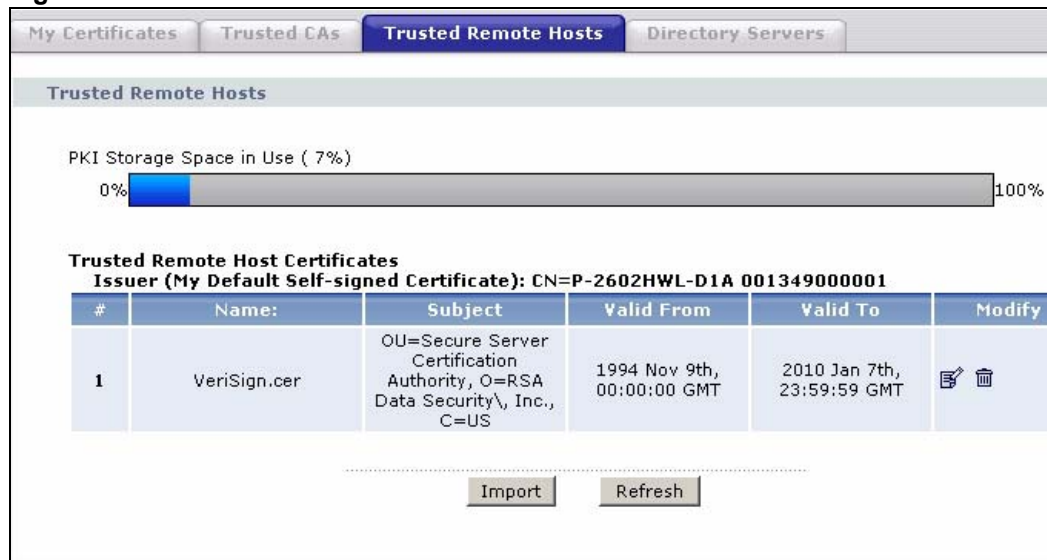 My Certificates Trusted CAs Trusted Remote Hosts Directory Servers
Trusted Remote Hosts
PKI Storage Space in Use ( 7%)
0% 100%
Trusted Remote Host Certificates
Issuer (My Default Self-signed Certificate): CN=P-2602HWL-D1A 001349000001
# Name: Subject Valid From Valid To Modify
1 VeriSign.cer
OU=Secure Server
Certification
Authority, O=RSA
Data Security\, Inc.,
C=US
1994 Nov 9th,
00:00:00 GMT
2010 Jan 7th,
23:59:59 GMT
Import Refresh